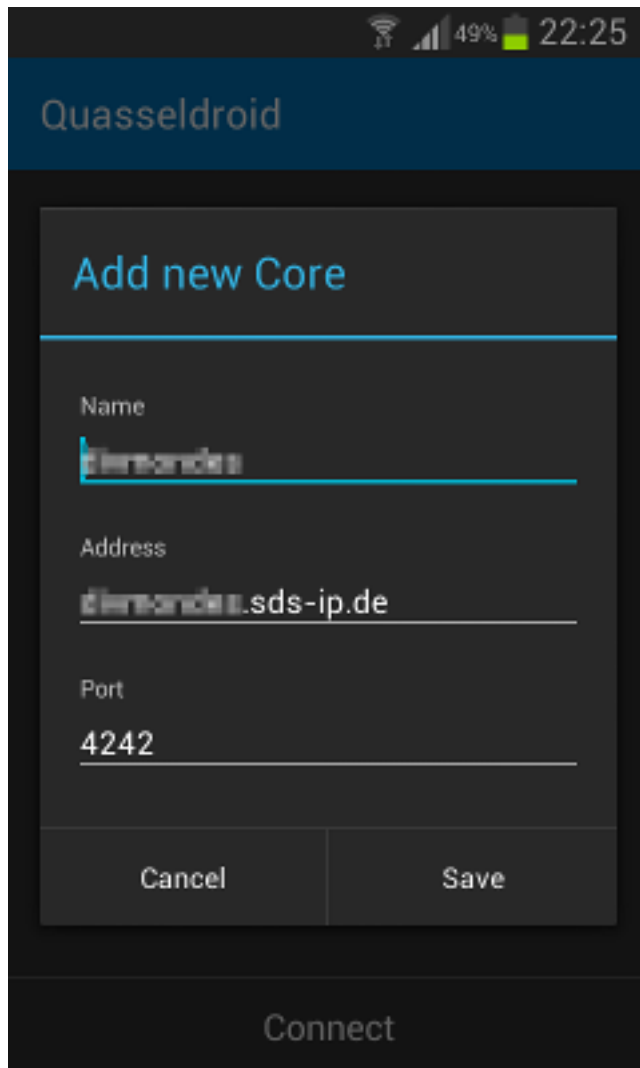 49% 22:25
Quasseldroid
Add new Core
Name
Address
.sds-ip.de
Port
4242
Cancel Save
Connect